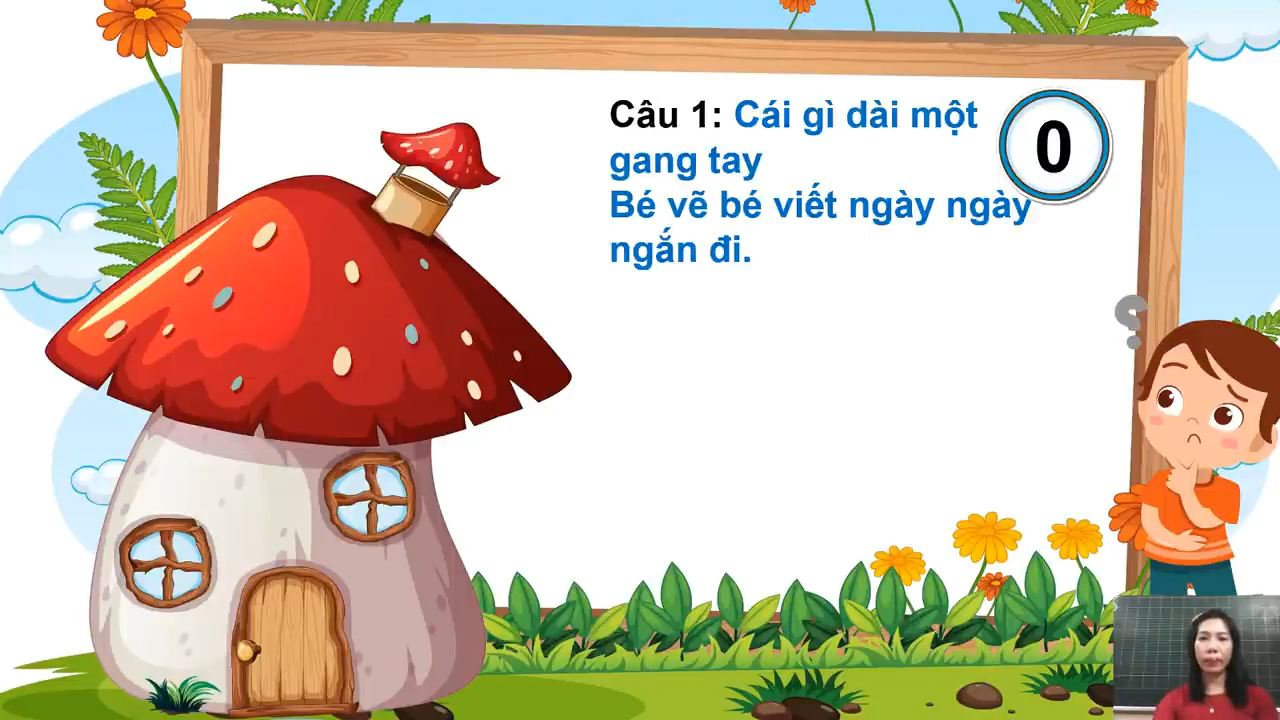 Câu 1: Cái gì dài một
gang tay
Bé vẽ bé viết ngày ngày
ngắn đi.
0
?